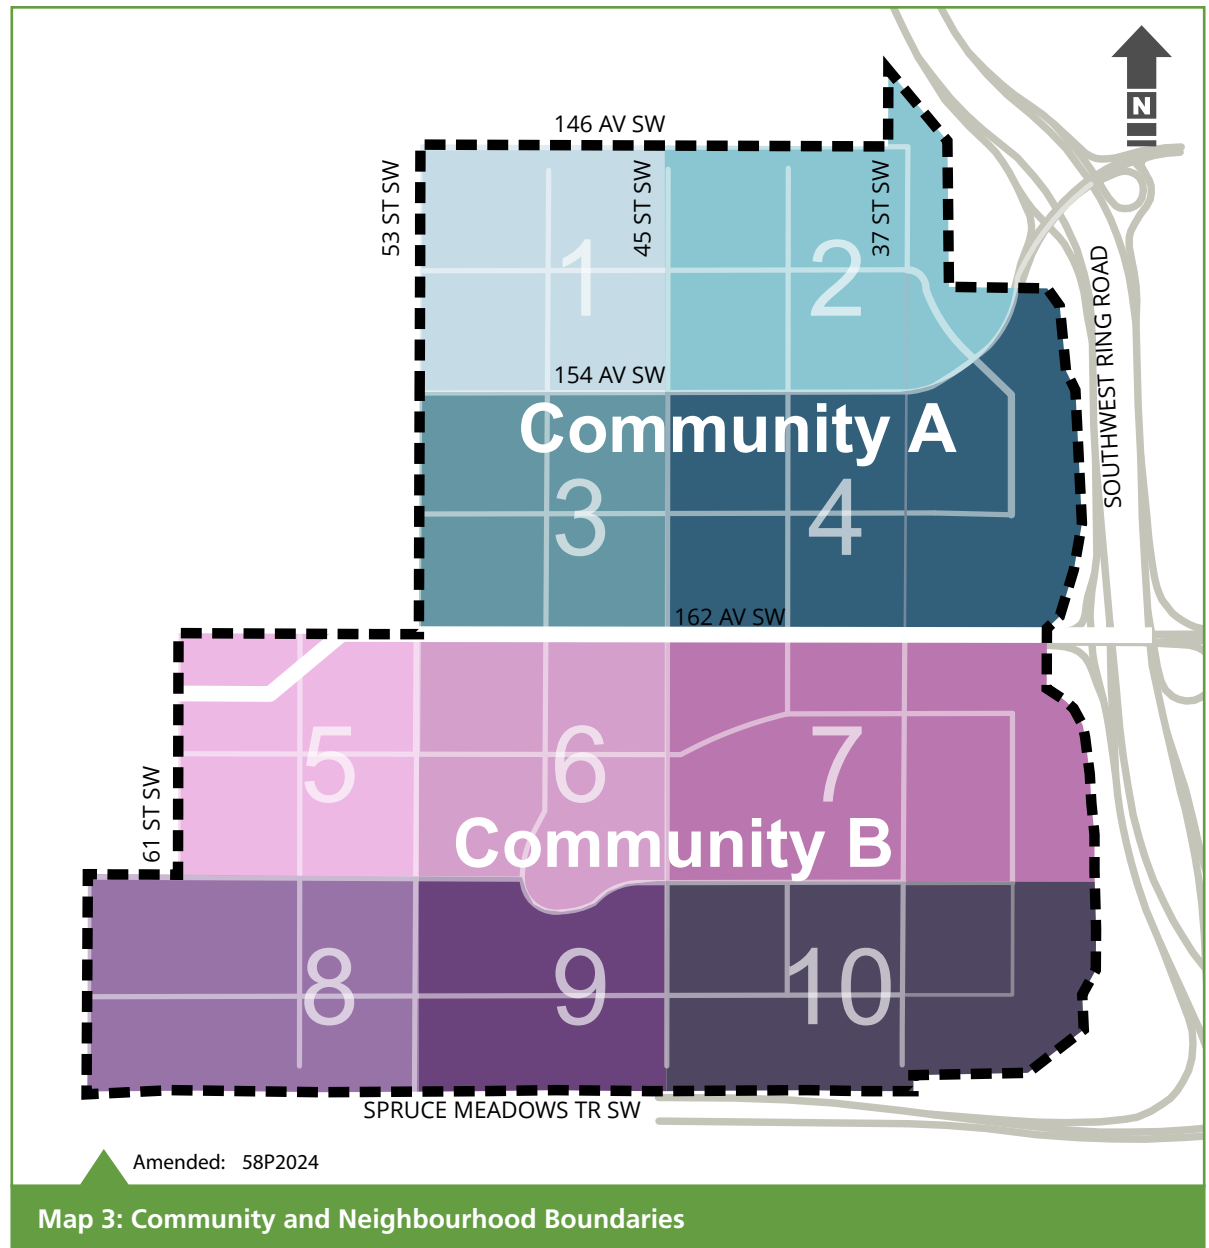 N
146 AV SW
53 ST SW
45 ST SW
37 ST SW
1
2
SOUTHWEST RING ROAD
154 AV SW
Community A
3
4
162 AV SW
5
6
7
61 ST SW
Community B
8
9
10
SPRUCE MEADOWS TR SW
Amended: 58P2024
Map 3: Community and Neighbourhood Boundaries